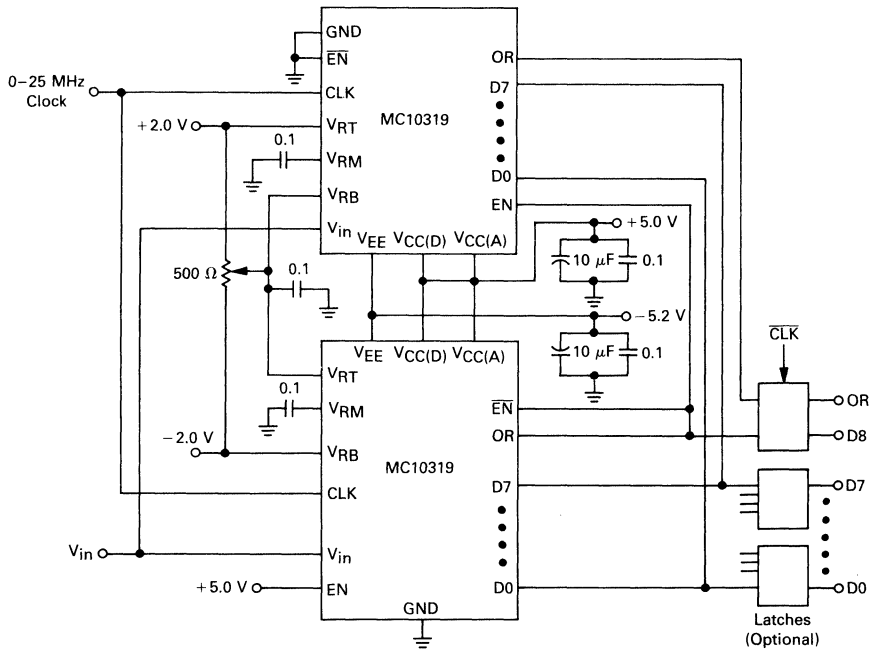 GND
EN
CLK
VRT
VRM
VRB
Vin
MC10319
OR
D7
D0
EN
VEE VCC(D) VCC(A)
0–25 MHz
Clock
+2.0 V
0.1
500 Ω
0.1
+5.0 V
10 μF
0.1
−5.2 V
10 μF
0.1
VEE VCC(D) VCC(A)
VRT
VRM
VRB
CLK
Vin
EN
GND
MC10319
EN
OR
D7
D0
0.1
−2.0 V
Vin
+5.0 V
CLK
OR
D8
D7
D0
Latches
(Optional)